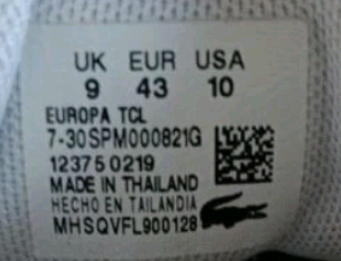 UK EUR USA
9 43 10
EUROPA TCL
7-30SPM000821G
12375 0219
MADE IN THAILAND
HECHO EN TAILANDIA
MHSQVFL900128